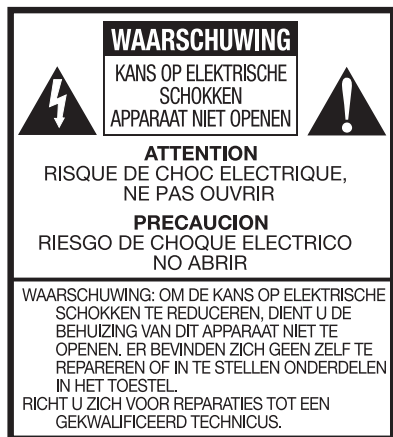 WAARSCHUWING
KANS OP ELEKTRISCHE
SCHOKKEN
APPARAAT NIET OPENEN
ATTENTION
RISQUE DE CHOC ELECTRIQUE,
NE PAS OUVRIR
PRECAUCION
RIESGO DE CHOQUE ELECTRICO
NO ABRIR
WAARSCHUWING: OM DE KANS OP ELEKTRISCHE
SCHOKKEN TE REDUCEREN, DIENT U DE
BEHUIZING VAN DIT APPARAAT NIET TE
OPENEN. ER BEVINDEN ZICH GEEN ZELF TE
REPAREREN OF IN TE STELLEN ONDERDELEN
IN HET TOESTEL.
RICHT U ZICH VOOR REPARATIES TOT EEN
GEKWALIFICEERD TECHNICUS.